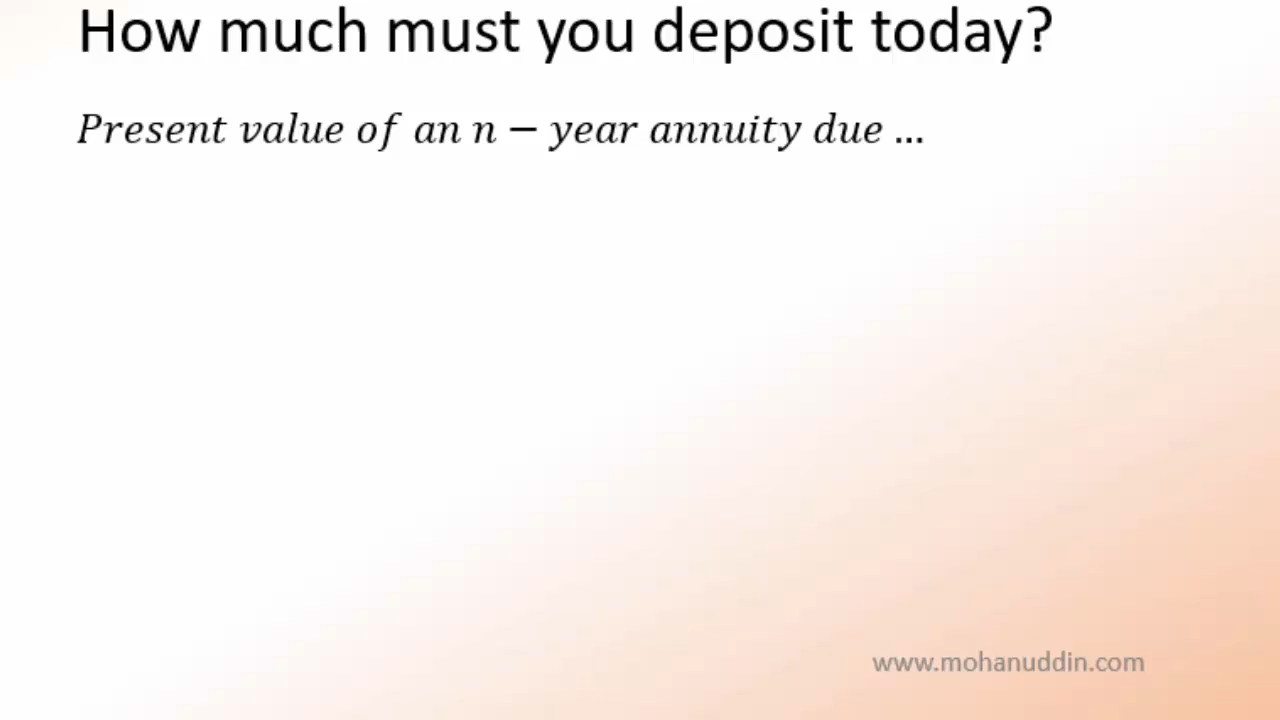 How much must you deposit today?
Present value of an n − year annuity due ...
www.mohanuddin.com